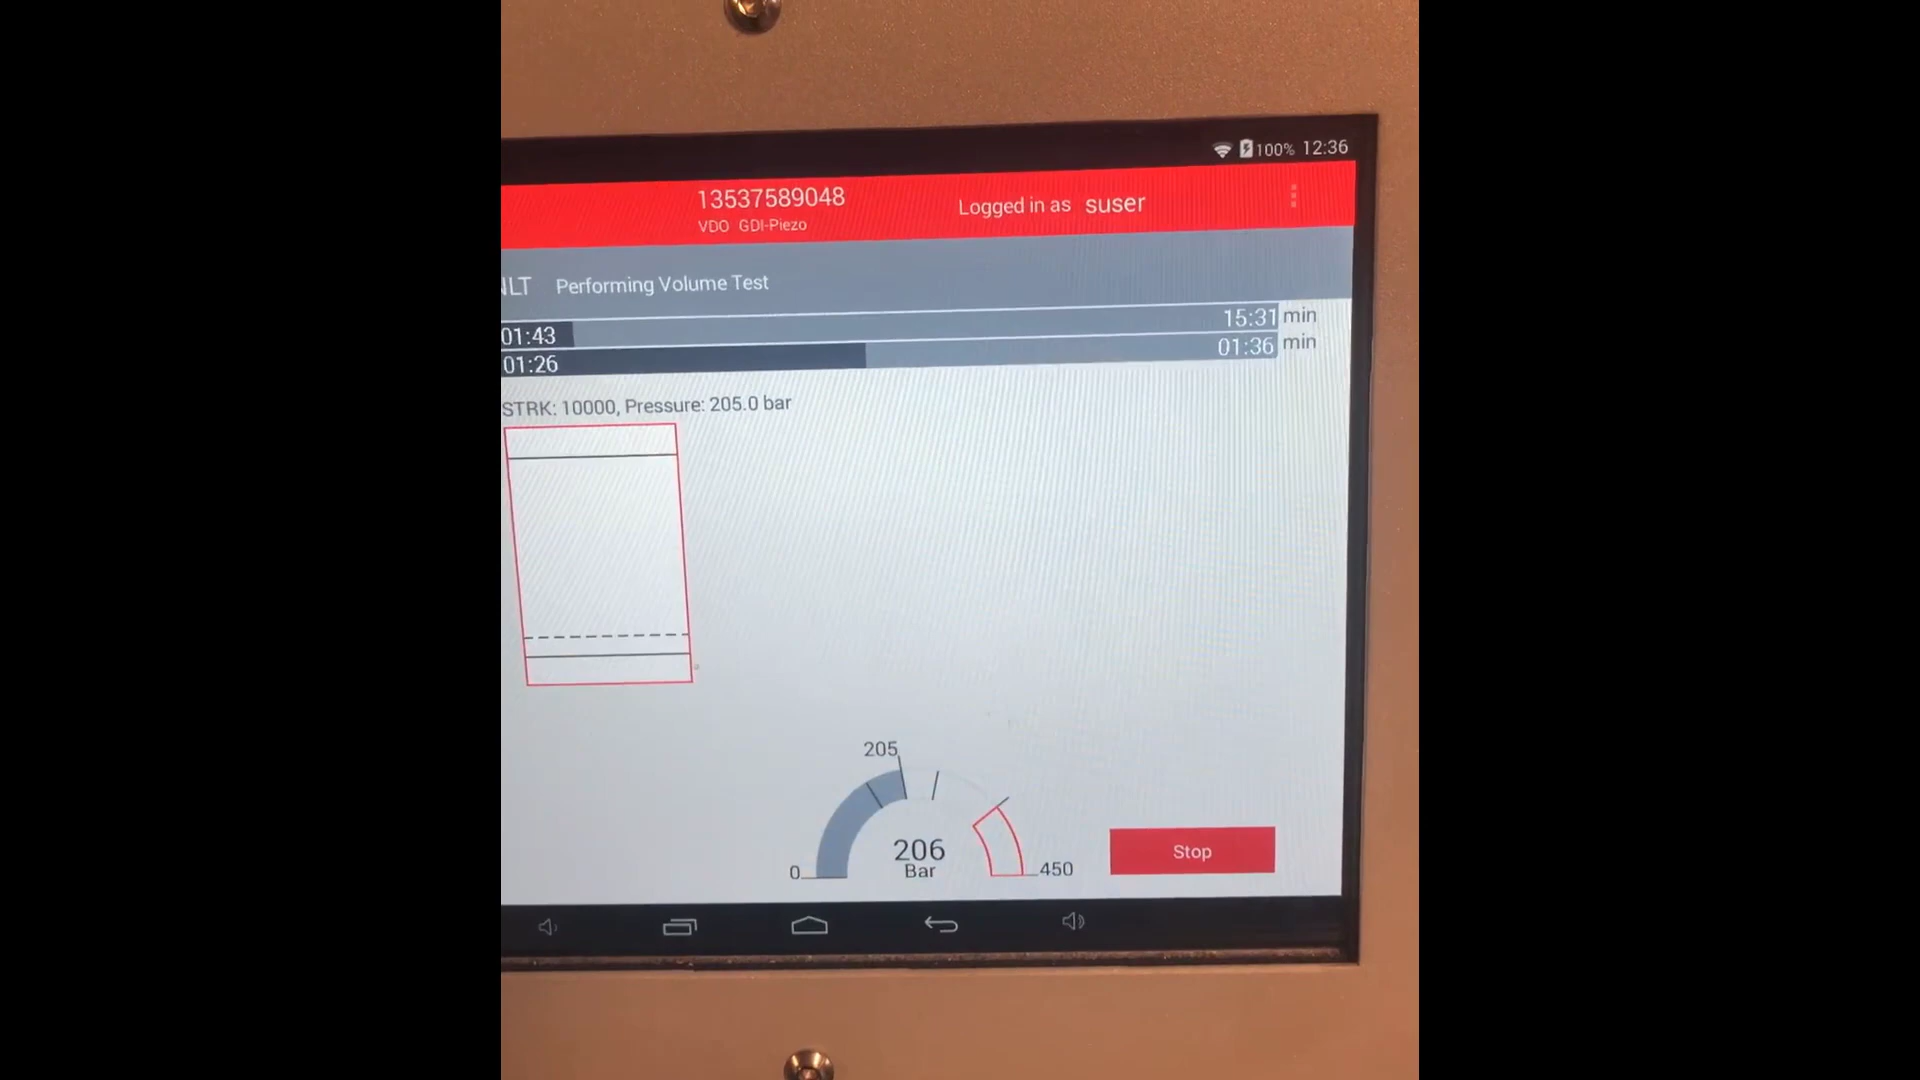 100% 12:36
13537589048
Logged in as suser
VDO GDI-Piezo
Performing Volume Test
01:43 15:31 min
01:26 01:36 min
STRK: 10000, Pressure: 205.0 bar
205
206
Bar
0
450
Stop